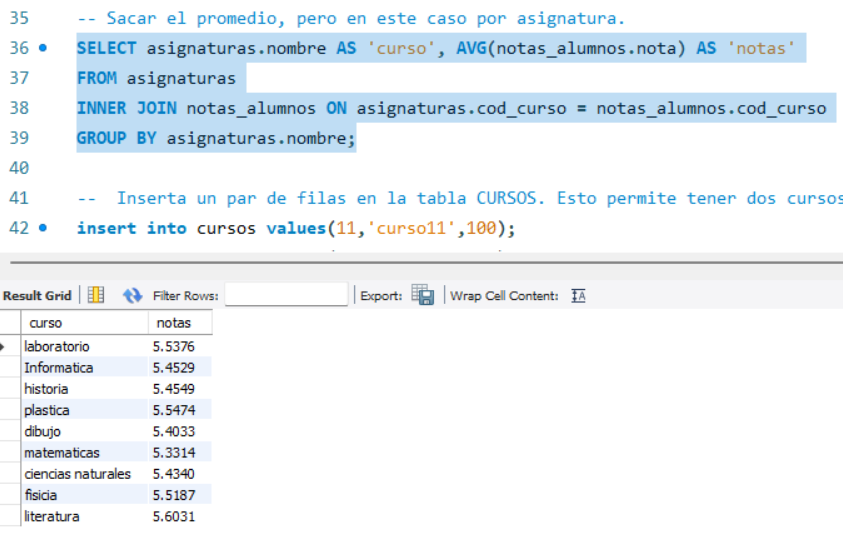 35 -- Sacar el promedio, pero en este caso por asignatura.
36 SELECT asignaturas.nombre AS 'curso', AVG(notas_alumnos.nota) AS 'notas'
37 FROM asignaturas
38 INNER JOIN notas_alumnos ON asignaturas.cod_curso = notas_alumnos.cod_curso
39 GROUP BY asignaturas.nombre;
40
41 -- Inserta un par de filas en la tabla CURSOS. Esto permite tener dos cursos
42 insert into cursos values(11,'curso11',100);
Result Grid Filter Rows: Export: Wrap Cell Content: IA
curso notas
laboratorio 5.5376
Informatica 5.4529
historia 5.4549
plastica 5.5474
dibujo 5.4033
matematicas 5.3314
ciencias naturales 5.4340
fisicia 5.5187
literatura 5.6031